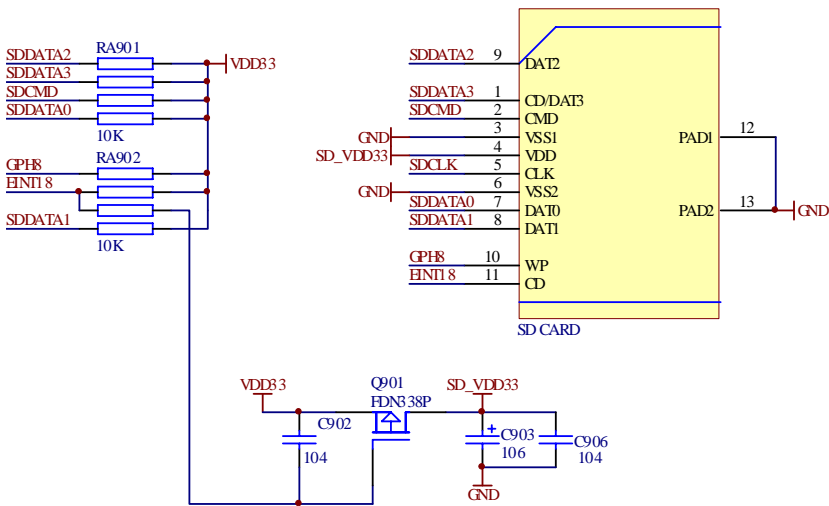 RA901
SDDATA2
VDD33
SDDATA3
SDCMD
SDDATA0
10K
RA902
GPH8
EINT18
SDDATA1
10K
SDDATA2 9 DAT2
SDDATA3 1 CD/DAT3
SDCMD 2 CMD
GND 3 VSS1
SD_VDD33 4 VDD
SDCLK 5 CLK
GND 6 VSS2
SDDATA0 7 DAT0
SDDATA1 8 DAT1
GPH8 10 WP
EINT18 11 CD
PAD1 12
PAD2 13 GND
SD CARD
VDD33
Q901
FDN338P
SD_VDD33
C902
104
C903
106
C906
104
GND